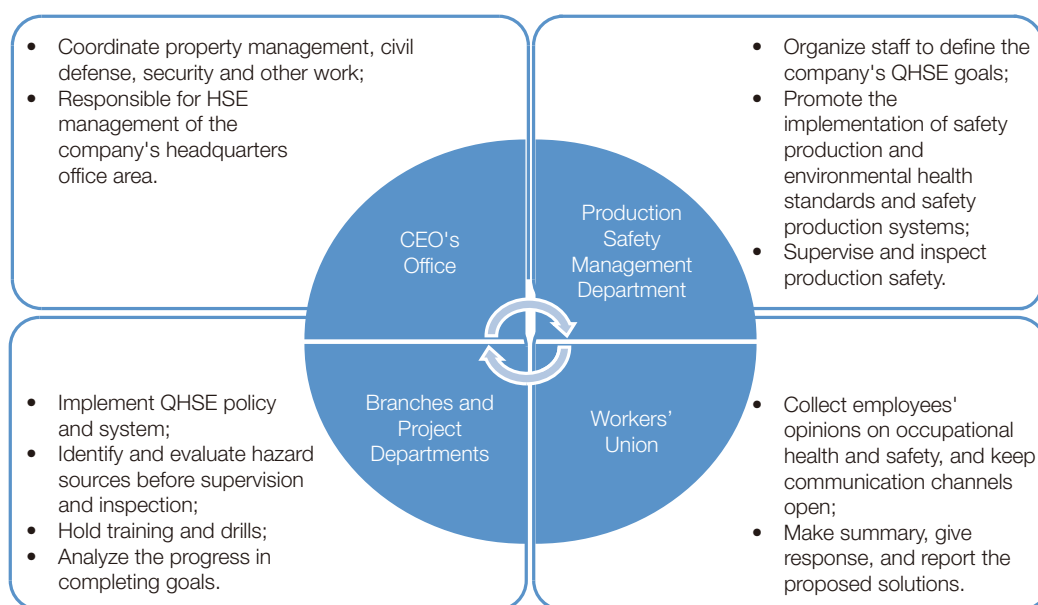 • Coordinate property management, civil
defense, security and other work;
• Responsible for HSE
management of the
company's headquarters
office area.
• Organize staff to define the
company's QHSE goals;
• Promote the
implementation of safety
production and
environmental health
standards and safety
production systems;
• Supervise and inspect
production safety.
CEO's
Office
Production
Safety
Management
Department
Branches and
Project
Departments
Workers’
Union
• Implement QHSE policy
and system;
• Identify and evaluate hazard
sources before supervision
and inspection;
• Hold training and drills;
• Analyze the progress in
completing goals.
• Collect employees'
opinions on occupational
health and safety, and keep
communication channels
open;
• Make summary, give
response, and report the
proposed solutions.